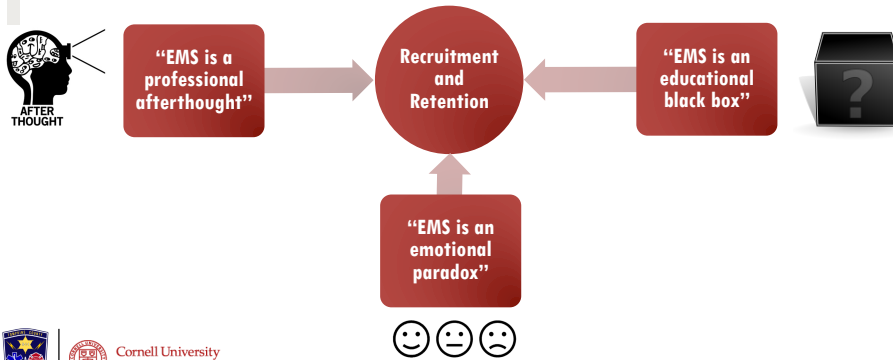 AFTER
THOUGHT
“EMS is a
professional
afterthought”
Recruitment
and
Retention
“EMS is an
educational
black box”
?
“EMS is an
emotional
paradox”
Cornell University